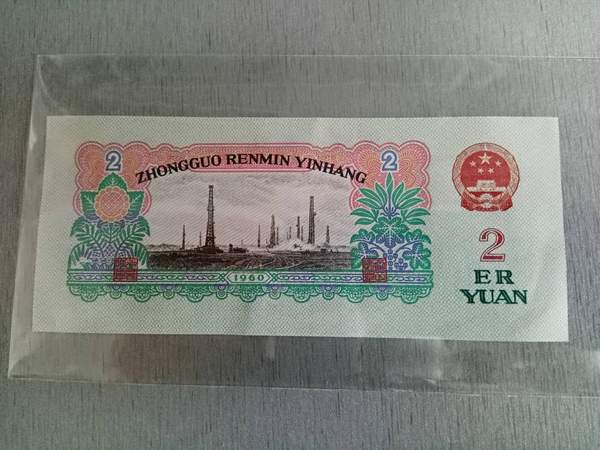 2
2
ZHONGGUO RENMIN YINHANG
1960
2
ER
YUAN